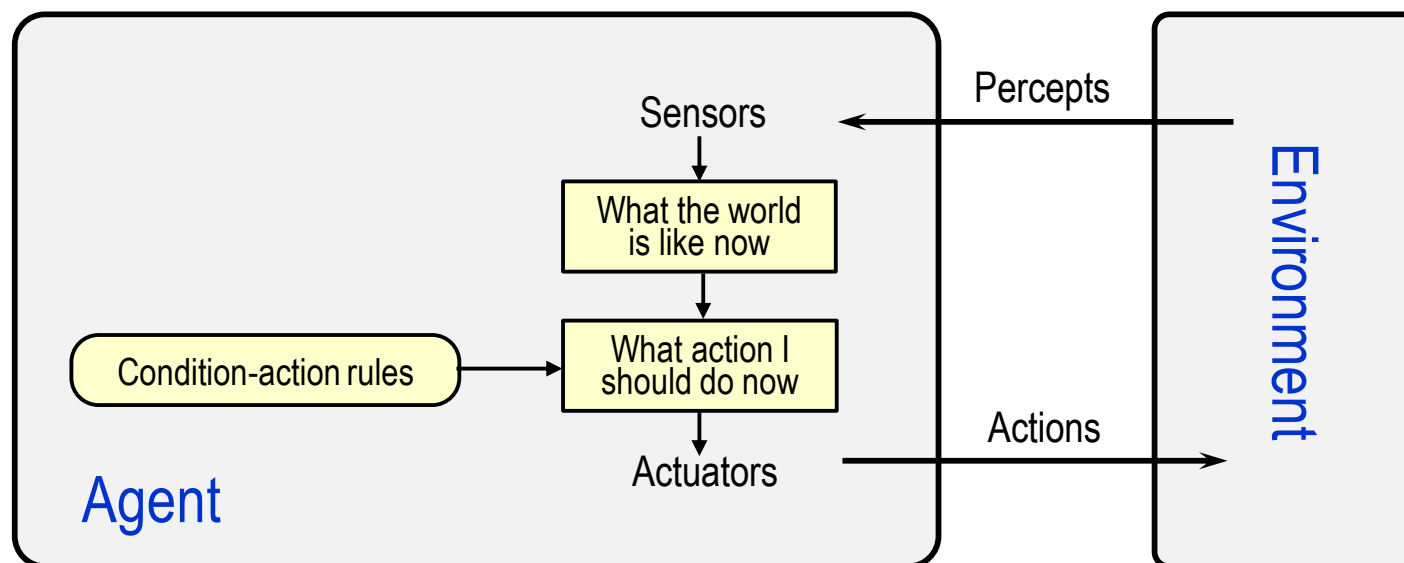 Percepts
Sensors
What the world
is like now
Condition-action rules
What action I
should do now
Actions
Actuators
Agent
Environment